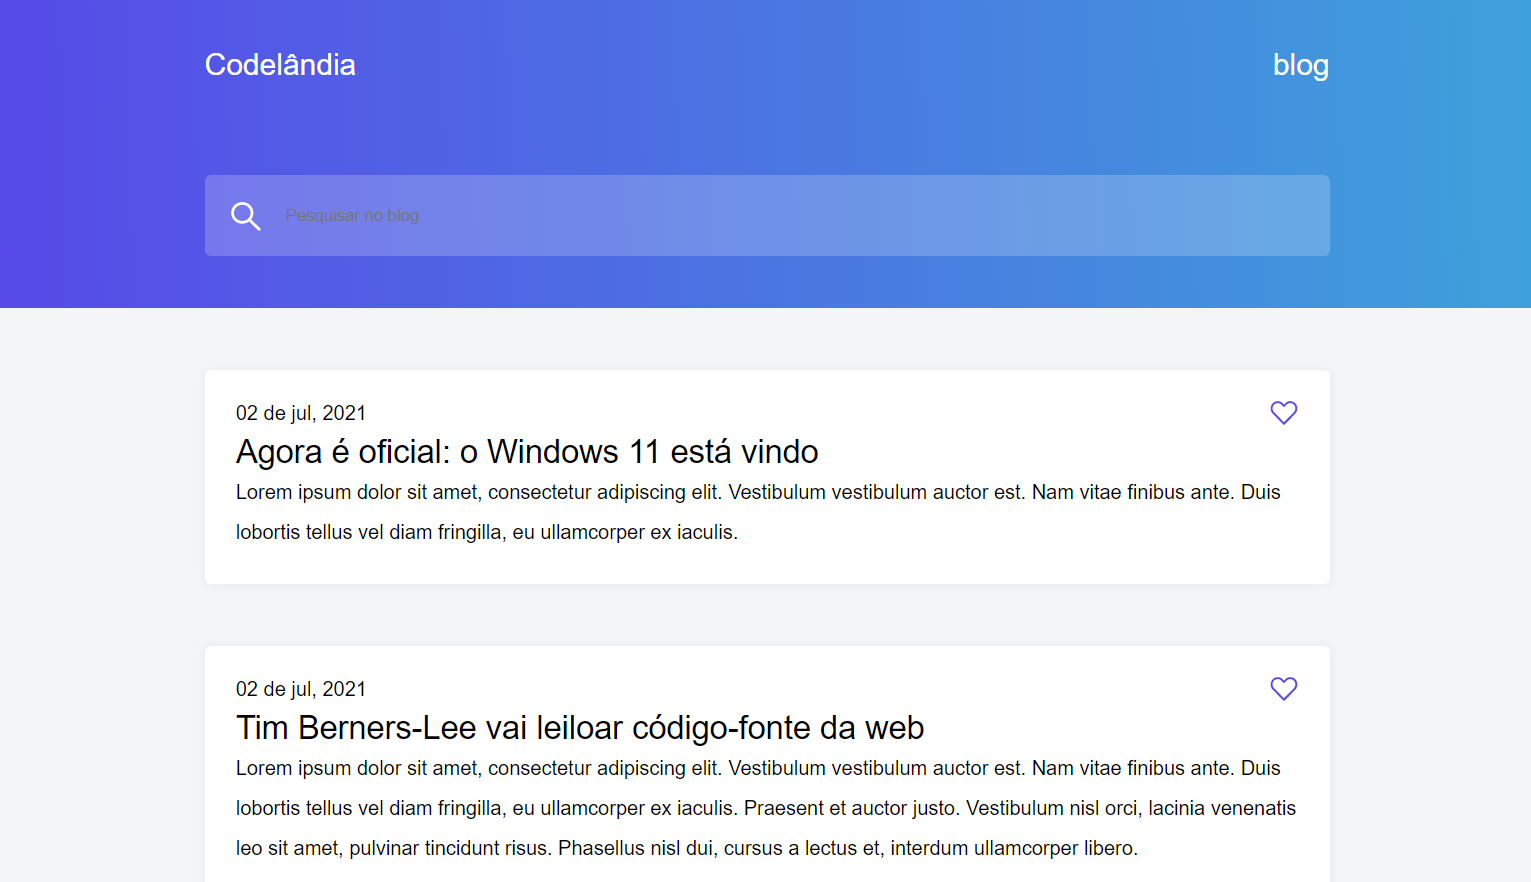 Codelândia
blog
Pesquisar no blog
02 de jul, 2021
Agora é oficial: o Windows 11 está vindo
Lorem ipsum dolor sit amet, consectetur adipiscing elit. Vestibulum vestibulum auctor est. Nam vitae finibus ante. Duis
lobortis tellus vel diam fringilla, eu ullamcorper ex iaculis.
02 de jul, 2021
Tim Berners-Lee vai leiloar código-fonte da web
Lorem ipsum dolor sit amet, consectetur adipiscing elit. Vestibulum vestibulum auctor est. Nam vitae finibus ante. Duis
lobortis tellus vel diam fringilla, eu ullamcorper ex iaculis. Praesent et auctor justo. Vestibulum nisl orci, lacinia venenatis
leo sit amet, pulvinar tincidunt risus. Phasellus nisl dui, cursus a lectus et, interdum ullamcorper libero.